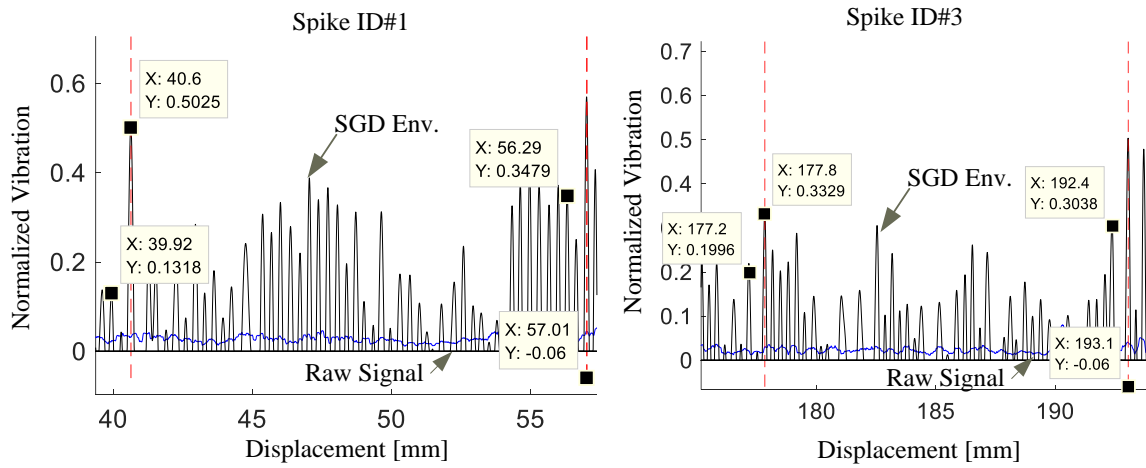 Spike ID#1
Normalized Vibration
0.6
0.4
0.2
0
X: 40.6
Y: 0.5025
SGD Env.
X: 56.29
Y: 0.3479
X: 39.92
Y: 0.1318
X: 57.01
Y: -0.06
Raw Signal
40
45
50
55
Displacement [mm]
Spike ID#3
Normalized Vibration
0.7
0.6
0.5
0.4
0.3
0.2
0.1
0
X: 177.8
Y: 0.3329
SGD Env.
X: 192.4
Y: 0.3038
X: 177.2
Y: 0.1996
X: 193.1
Y: -0.06
Raw Signal
180
185
190
Displacement [mm]